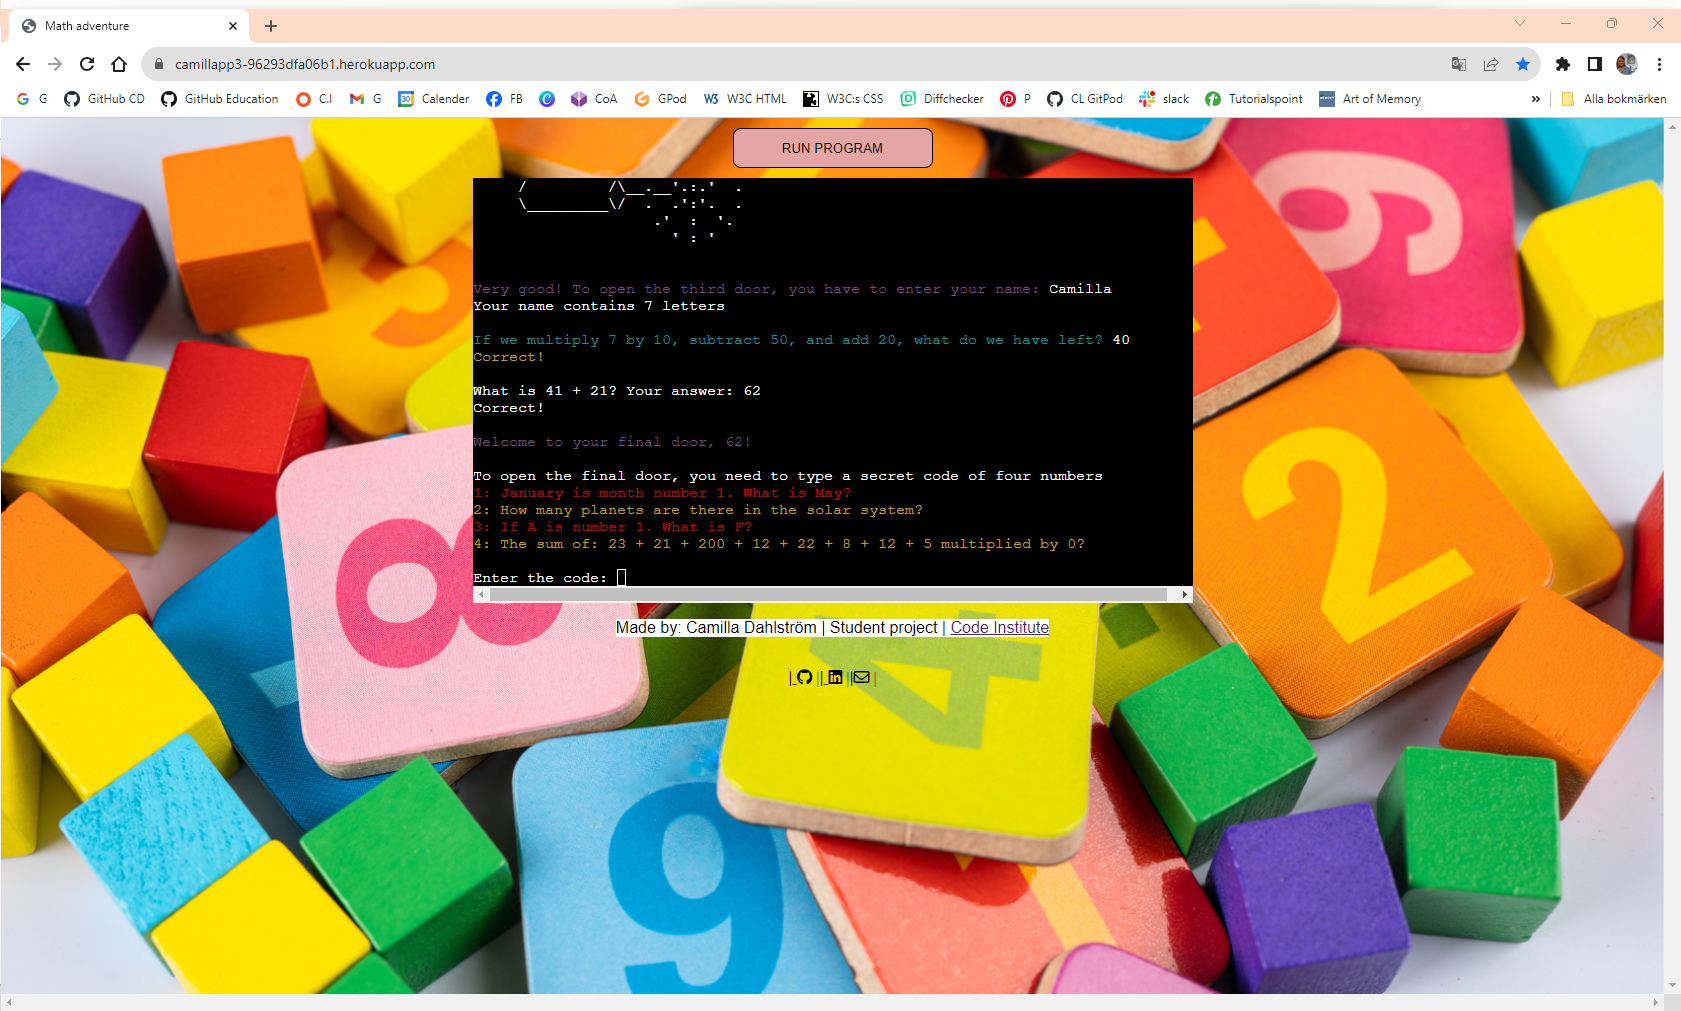 Math adventure
camillapp3-96293dfa06b1.herokuapp.com
G GitHub CD GitHub Education C.I G Calender FB CoA GPod W3C HTML W3C:s CSS Diffchecker P CL GitPod slack Tutorialspoint Art of Memory » Alla bokmärken
RUN PROGRAM
Very good! To open the third door, you have to enter your name: Camilla
Your name contains 7 letters
If we multiply 7 by 10, subtract 50, and add 20, what do we have left? 40
Correct!
What is 41 + 21? Your answer: 62
Correct!
Welcome to your final door, 62!
To open the final door, you need to type a secret code of four numbers
1: January is month number 1. What is May?
2: How many planets are there in the solar system?
3: If A is number 1. What is F?
4: The sum of: 23 + 21 + 200 + 12 + 22 + 8 + 12 + 5 multiplied by 0?
Enter the code:
Made by: Camilla Dahlström | Student project | Code Institute
3
6
8
2
4
9